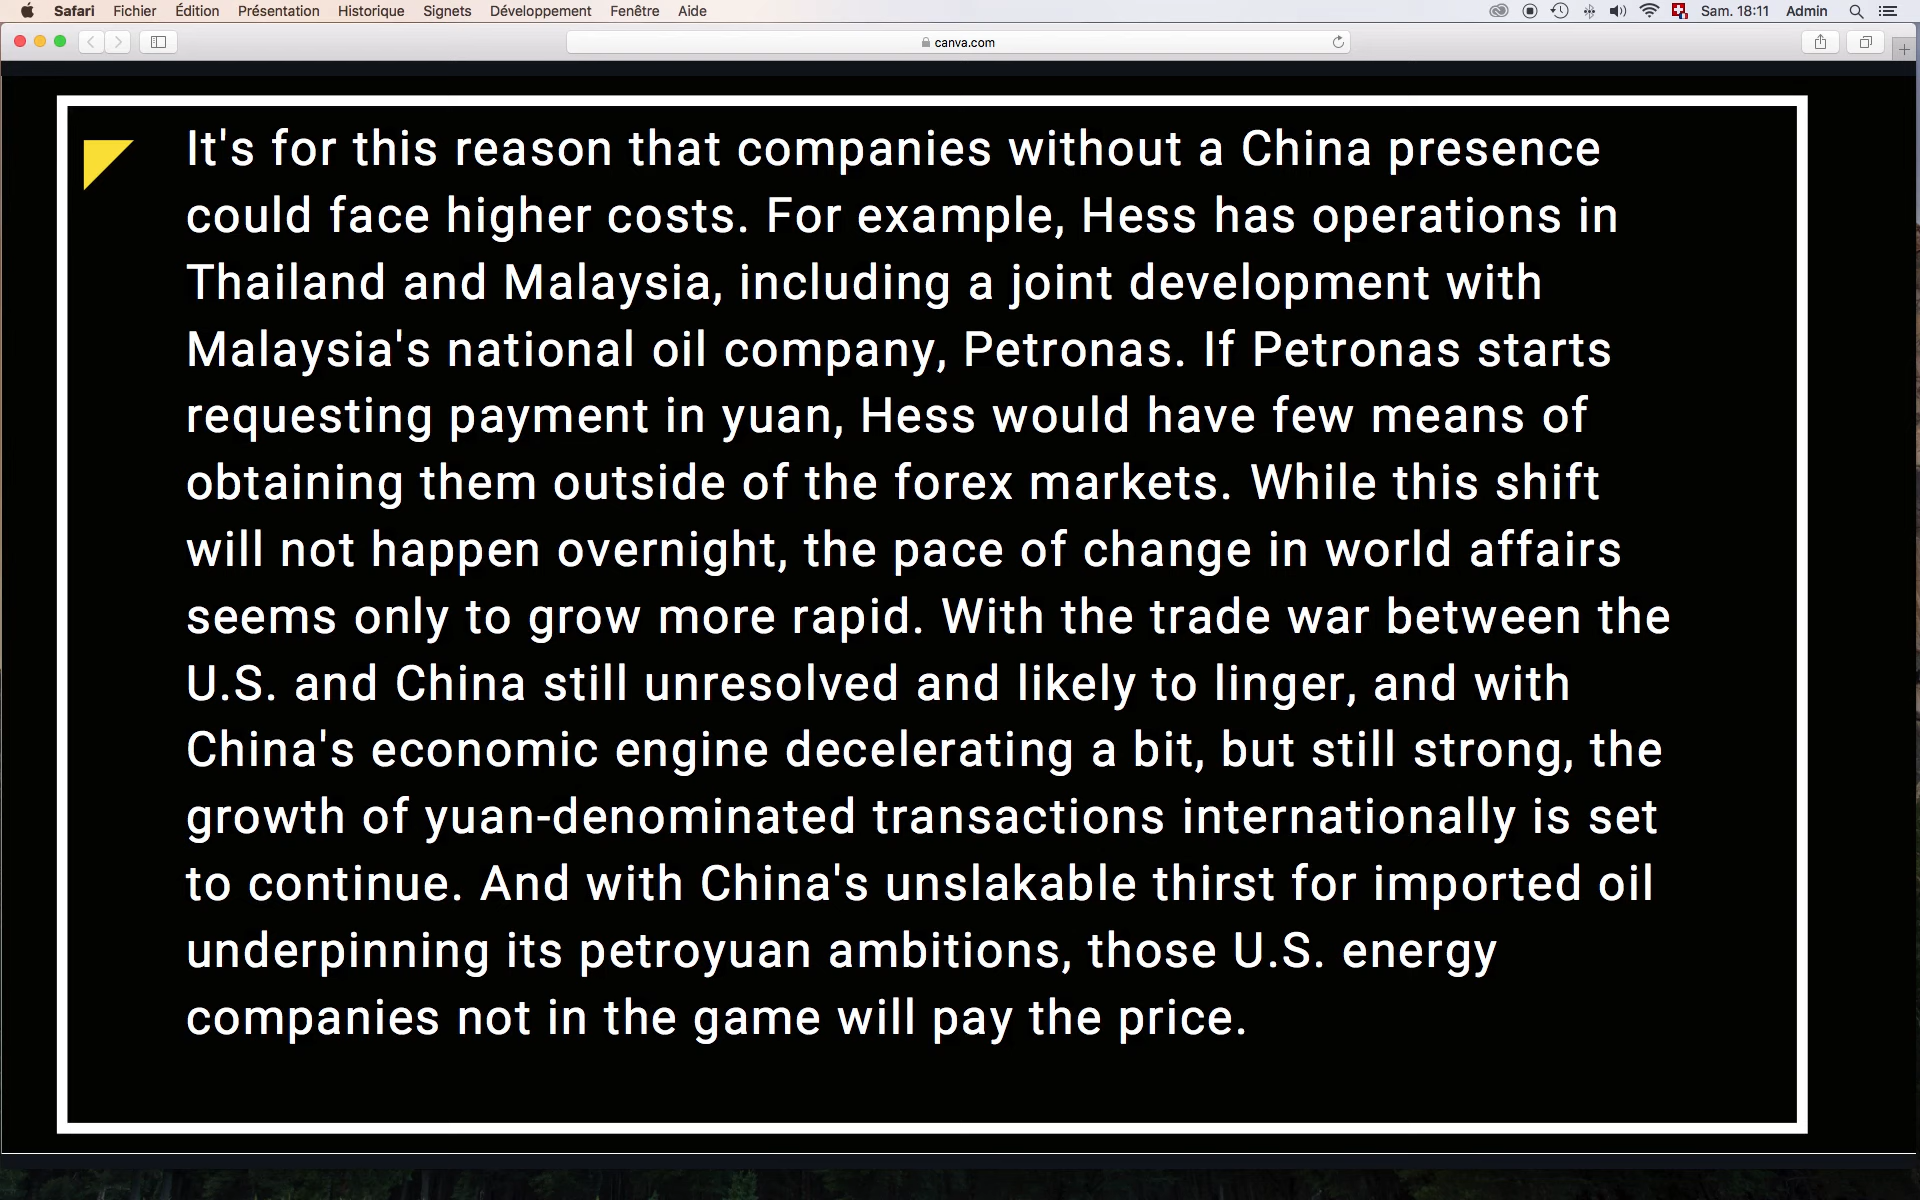 Safari Fichier Édition Présentation Historique Signets Développement Fenêtre Aide Sam. 18:11 Admin
canva.com
It's for this reason that companies without a China presence
could face higher costs. For example, Hess has operations in
Thailand and Malaysia, including a joint development with
Malaysia's national oil company, Petronas. If Petronas starts
requesting payment in yuan, Hess would have few means of
obtaining them outside of the forex markets. While this shift
will not happen overnight, the pace of change in world affairs
seems only to grow more rapid. With the trade war between the
U.S. and China still unresolved and likely to linger, and with
China's economic engine decelerating a bit, but still strong, the
growth of yuan-denominated transactions internationally is set
to continue. And with China's unslakable thirst for imported oil
underpinning its petroyuan ambitions, those U.S. energy
companies not in the game will pay the price.